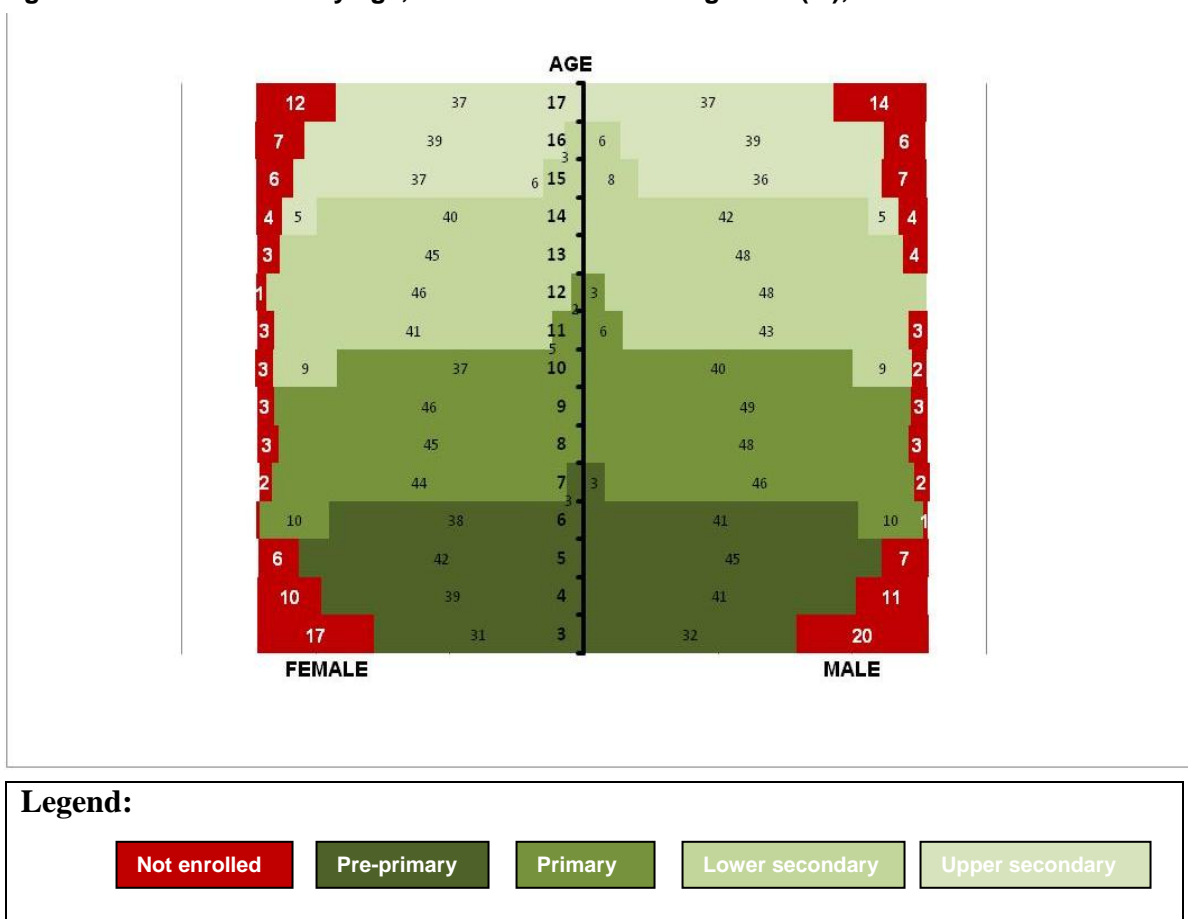 AGE
12 37 17 37 14
7 39 16 6 39 6
3
6 37 6 15 8 36 7
4 5 40 14 42 5 4
3 45 13 48 4
1 46 12 3 48
2
3 41 11 6 43 3
5
3 9 37 10 40 9 2
3 46 9 49 3
3 45 8 48 3
2 44 7 3 46 2
3
10 38 6 41 10 1
6 42 5 45 7
10 39 4 41 11
17 31 3 32 20
FEMALE MALE
Legend:
Not enrolled Pre-primary Primary Lower secondary Upper secondary